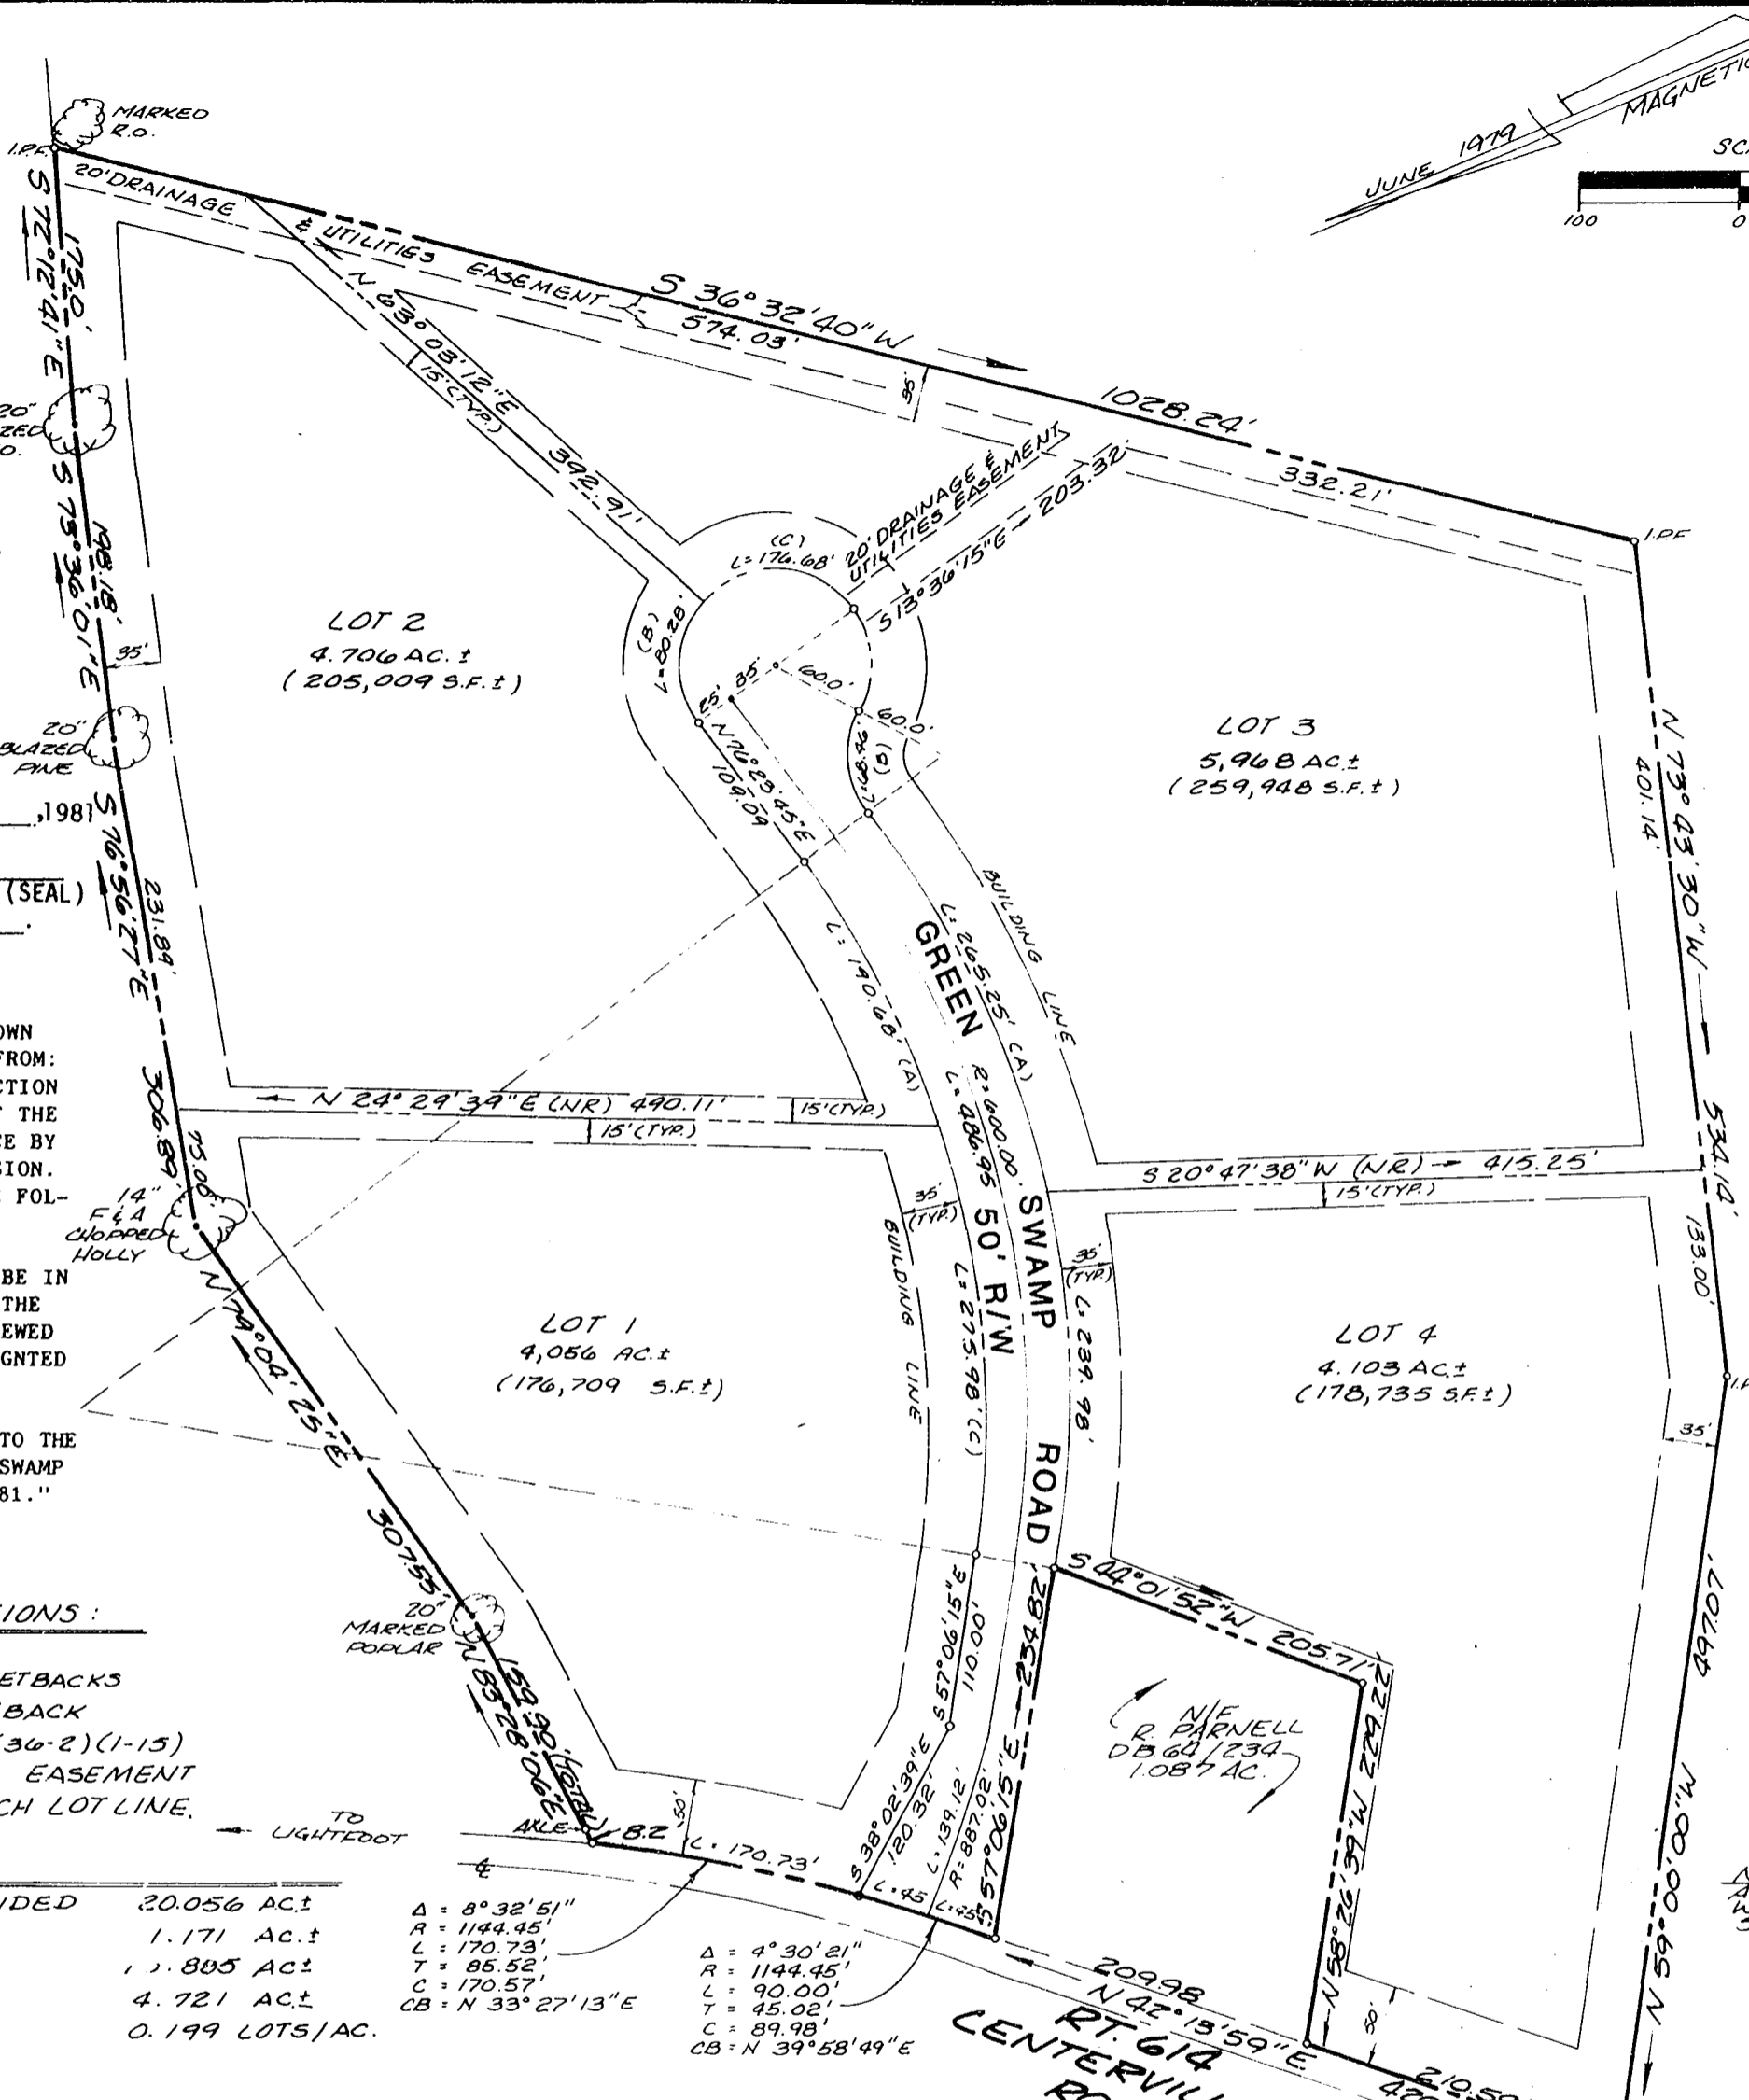 MARKED
R.O.
I.P.F.
JUNE 1979
MAGNETIC
100 0
20' DRAINAGE
& UTILITIES EASEMENT
S 36° 32' 40" W
574.03'
1028.24'
332.21'
I.P.F
35'
S 72° 12' 41" E
175.0'
N 63° 03' 12" E
15' (TYP.)
392.91'
20"
S 73° 36' 01" E
198.18'
35'
20' DRAINAGE &
UTILITIES EASEMENT
S 13° 36' 15" E
203.32'
(C)
L= 176.68'
(B)
L= 80.28'
25' 35' 60.0'
60.0'
(B)
LOT 2
4.706 AC. ±
(205,009 S.F. ±)
LOT 3
5,968 AC. ±
(259,948 S.F. ±)
N 73° 43' 30" W
401.14'
534.14'
133.00'
20"
BLAZED
PINE
N 76° 23' 45" E
109.09
,1981
(SEAL)
S 76° 56' 27" E
231.89'
306.89'
75.00'
BUILDING LINE
L= 190.68' (A)
L= 265.25' (A)
GREEN SWAMP ROAD
50' R/W
R= 600.00'
L= 486.95
OWN
FROM:
CTION
THE
CE BY
SION.
FOL-
N 24° 29' 39" E (NR) 490.11'
15' (TYP.)
15' (TYP.)
S 20° 47' 38" W (NR) 415.25'
15' (TYP.)
14"
F & A
CHOPPED
HOLLY
35'
(TYP.)
35'
(TYP.)
BE IN
THE
EWED
GNTED
BUILDING LINE
L= 275.98' (C)
L= 239.98'
LOT 1
4,056 AC. ±
(176,709 S.F. ±)
LOT 4
4.103 AC. ±
(178,735 S.F. ±)
35'
N 79° 04' 25" E
307.55'
TO THE
SWAMP
81."
S 57° 06' 15" E
110.00'
S 44° 01' 52" W
205.71'
IONS :
20"
MARKED
POPLAR
N 83° 28' 06" E
159.90' (TOTAL)
S 57° 06' 15" E 234.82'
N/F
R. PARNELL
DB.64/234
1.087 AC.
N 58° 26' 39" W 229.22'
ETBACKS
BACK
36-2)(1-15)
EASEMENT
CH LOT LINE.
TO
LIGHTFOOT
AXLE
8.2'
50'
L= 170.73'
S 38° 02' 39" E
120.32'
L= 139.12'
R= 887.02'
L= 45
L= 45
IDED 20.056 AC.±
1.171 AC.±
4.721 AC.±
0.199 LOTS/AC.
Δ = 8° 32' 51"
R = 1144.45'
L = 170.73'
T = 85.52'
C = 170.57'
CB = N 33° 27' 13" E
Δ = 4° 30' 21"
R = 1144.45'
L = 90.00'
T = 45.02'
C = 89.98'
CB = N 39° 58' 49" E
209.98
N 42° 13' 59" E
RT. 614
50'
210.50